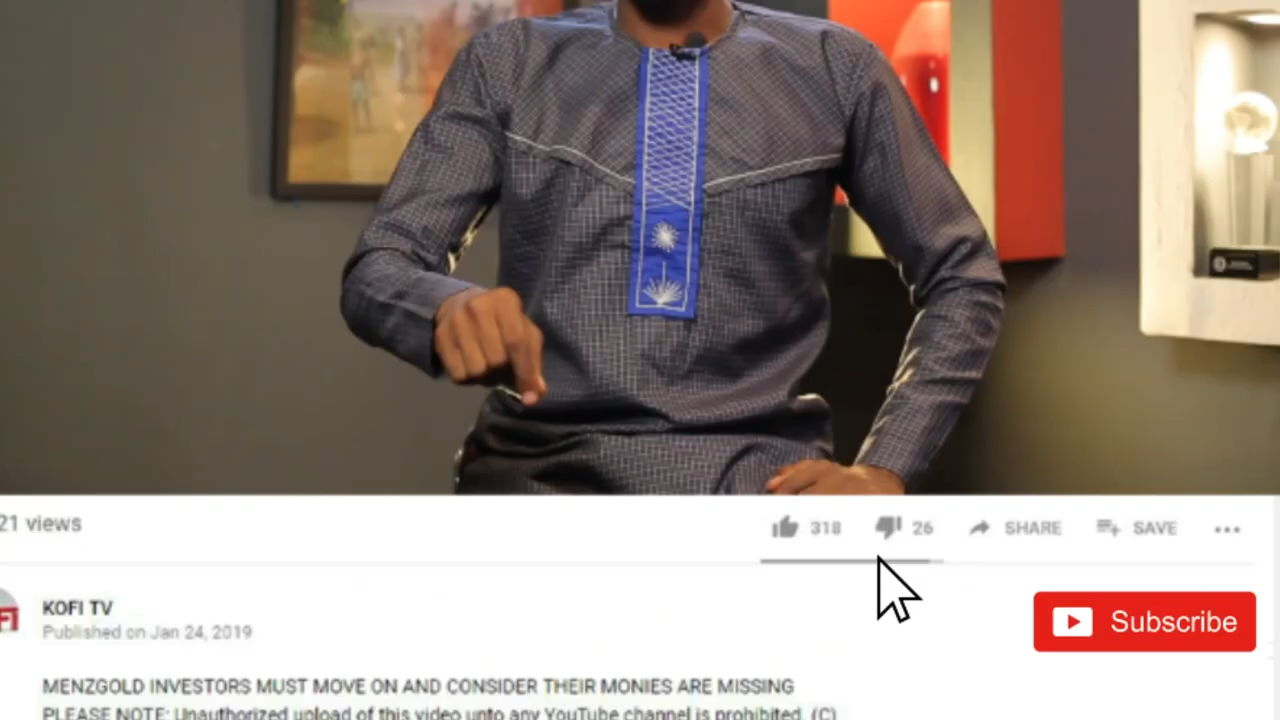 21 views
318
26
SHARE
SAVE
KOFI TV
Published on Jan 24, 2019
Subscribe
MENZGOLD INVESTORS MUST MOVE ON AND CONSIDER THEIR MONIES ARE MISSING
PLEASE NOTE: Unauthorized upload of this video unto any YouTube channel is prohibited. (C)